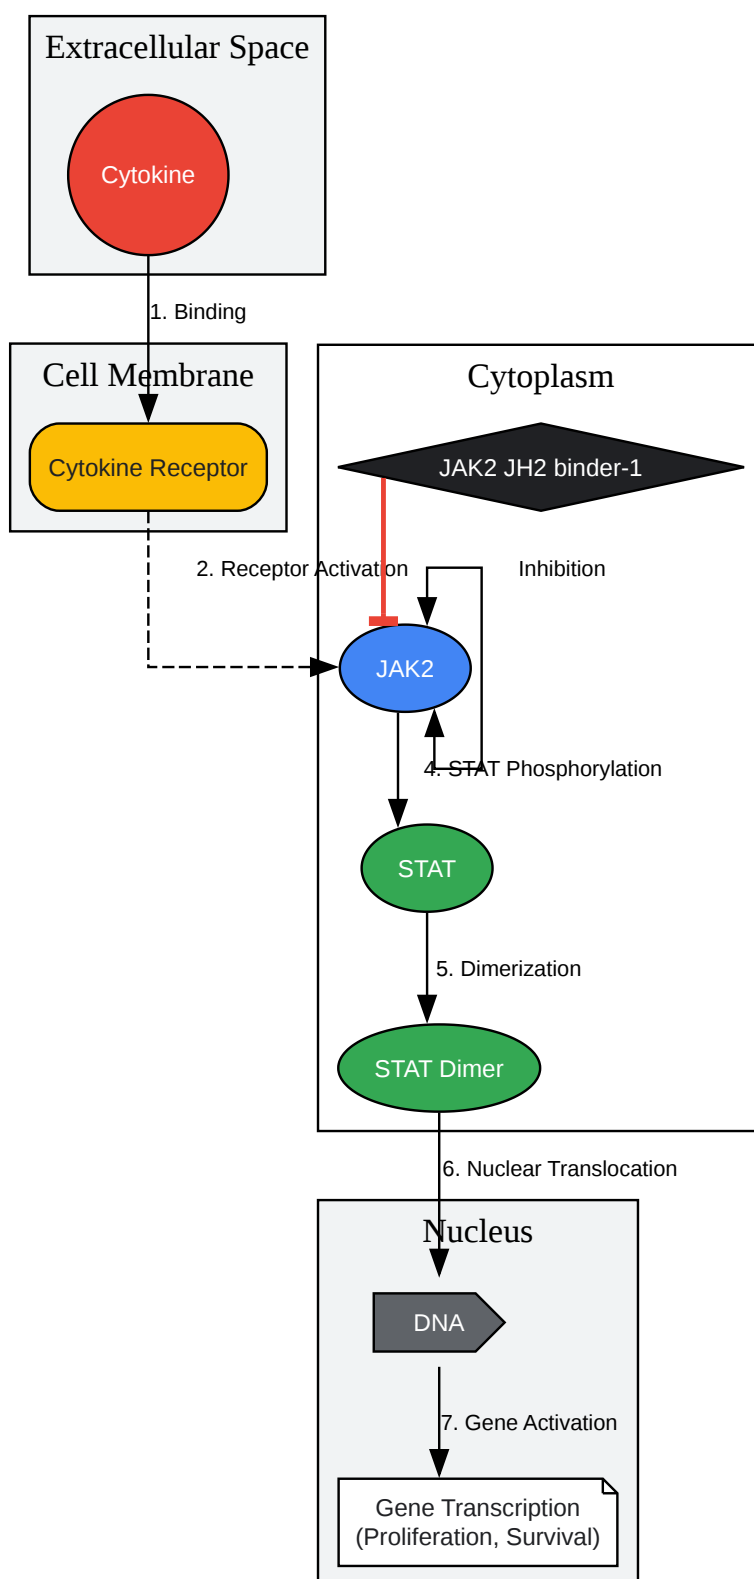 Extracellular Space
Cytokine
1. Binding
Cell Membrane
Cytoplasm
Cytokine Receptor
JAK2 JH2 binder-1
2. Receptor Activation
Inhibition
JAK2
4. STAT Phosphorylation
STAT
5. Dimerization
STAT Dimer
6. Nuclear Translocation
Nucleus
DNA
7. Gene Activation
Gene Transcription
(Proliferation, Survival)